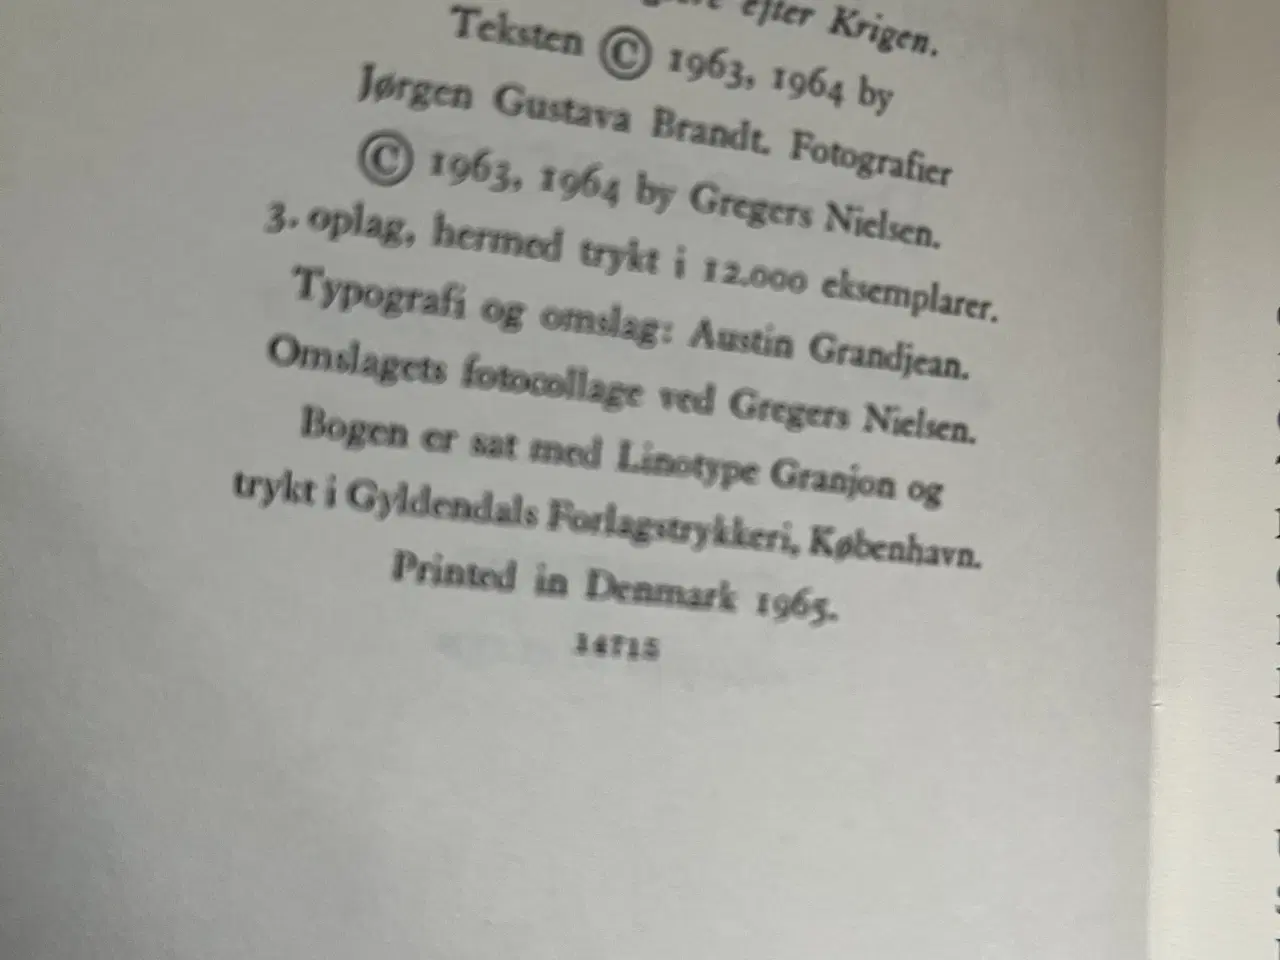 efter Krigen.
Teksten © 1963, 1964 by
Jørgen Gustava Brandt. Fotografier
© 1963, 1964 by Gregers Nielsen.
3. oplag, hermed trykt i 12.000 eksemplarer.
Typografi og omslag: Austin Grandjean.
Omslagets fotocollage ved Gregers Nielsen.
Bogen er sat med Linotype Granjon og
trykt i Gyldendals Forlagstrykkeri, København.
Printed in Denmark 1965.